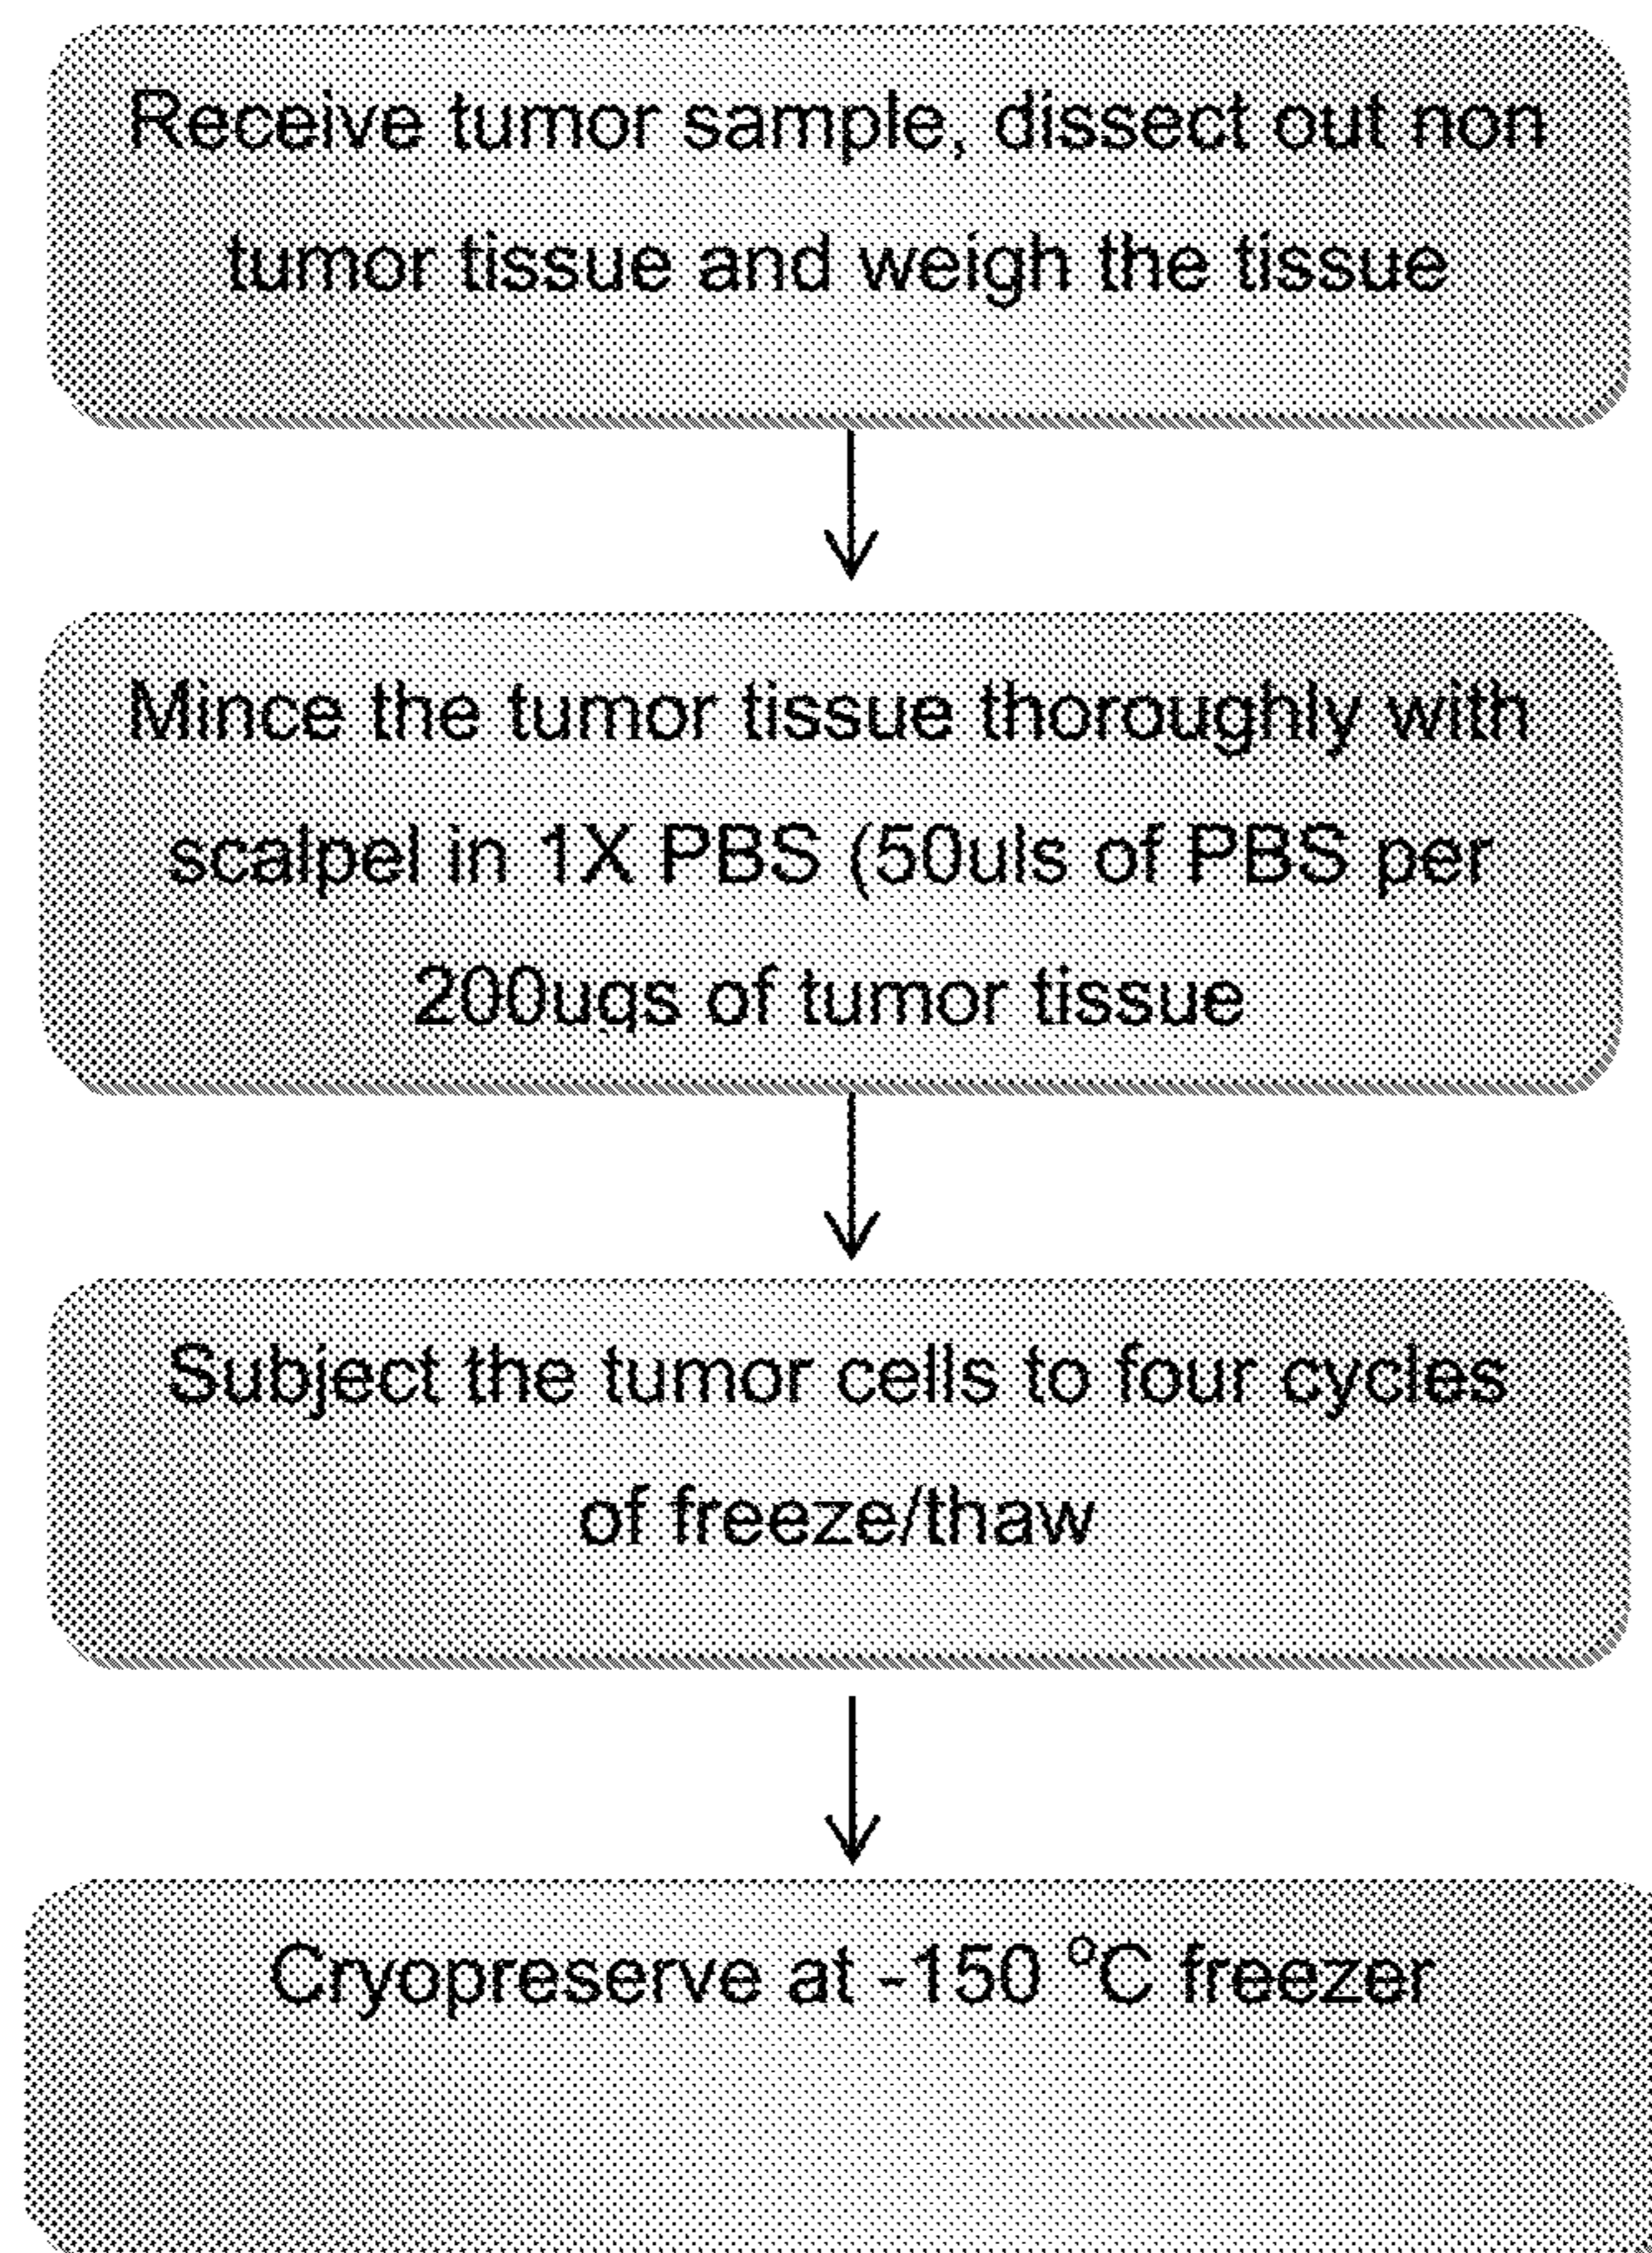 Receive tumor sample, dissect out non
tumor tissue and weigh the tissue
Mince the tumor tissue thoroughly with
scalpel in 1X PBS (50uls of PBS per
200ugs of tumor tissue
Subject the tumor cells to four cycles
of freeze/thaw
Cryopreserve at -150 °C freezer